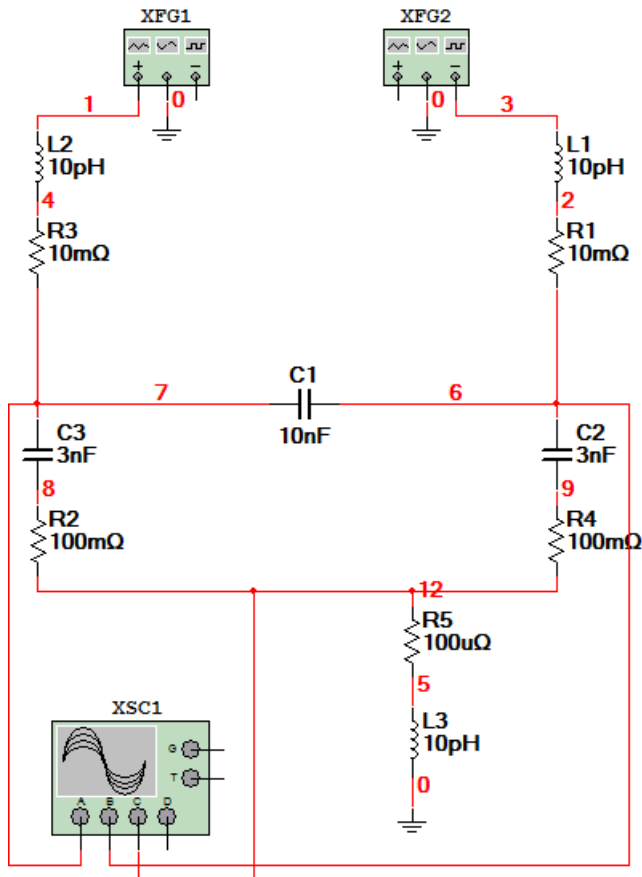 XFG1
XFG2
+ −
+ −
1
0
0
3
L2
10pH
L1
10pH
4
2
R3
10mΩ
R1
10mΩ
7
C1
6
10nF
C3
3nF
C2
3nF
8
9
R2
100mΩ
R4
100mΩ
12
R5
100uΩ
5
XSC1
L3
10pH
G
T
0
A B C D